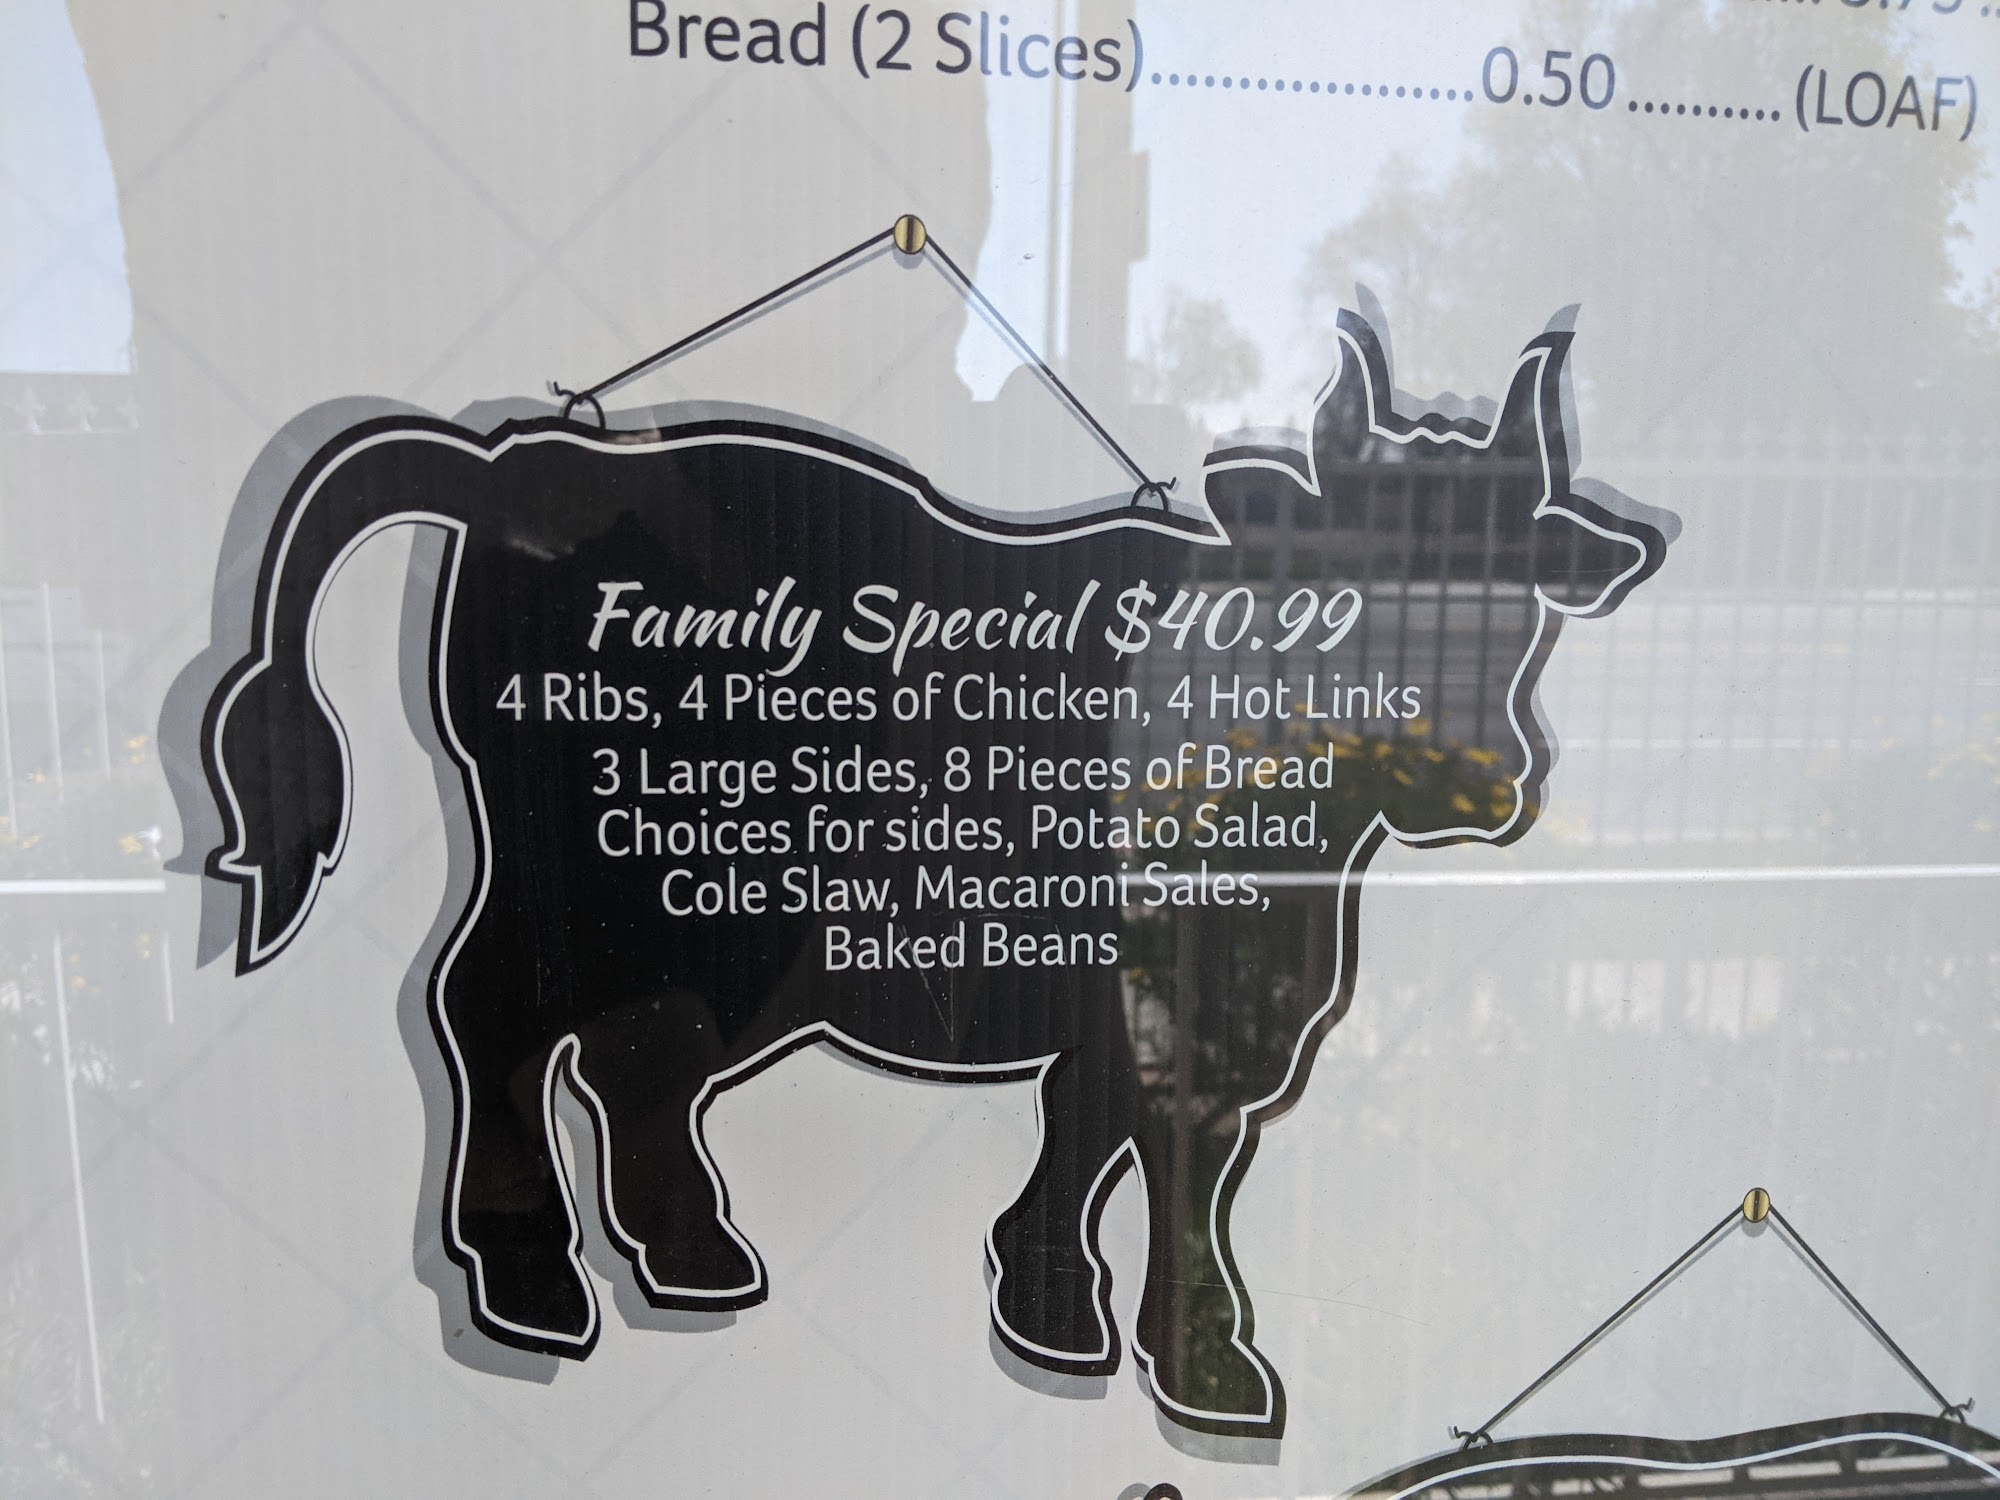 Bread (2 Slices)..................0.50..........(LOAF)
Family Special $40.99
4 Ribs, 4 Pieces of Chicken, 4 Hot Links
3 Large Sides, 8 Pieces of Bread
Choices for sides, Potato Salad,
Cole Slaw, Macaroni Sales,
Baked Beans